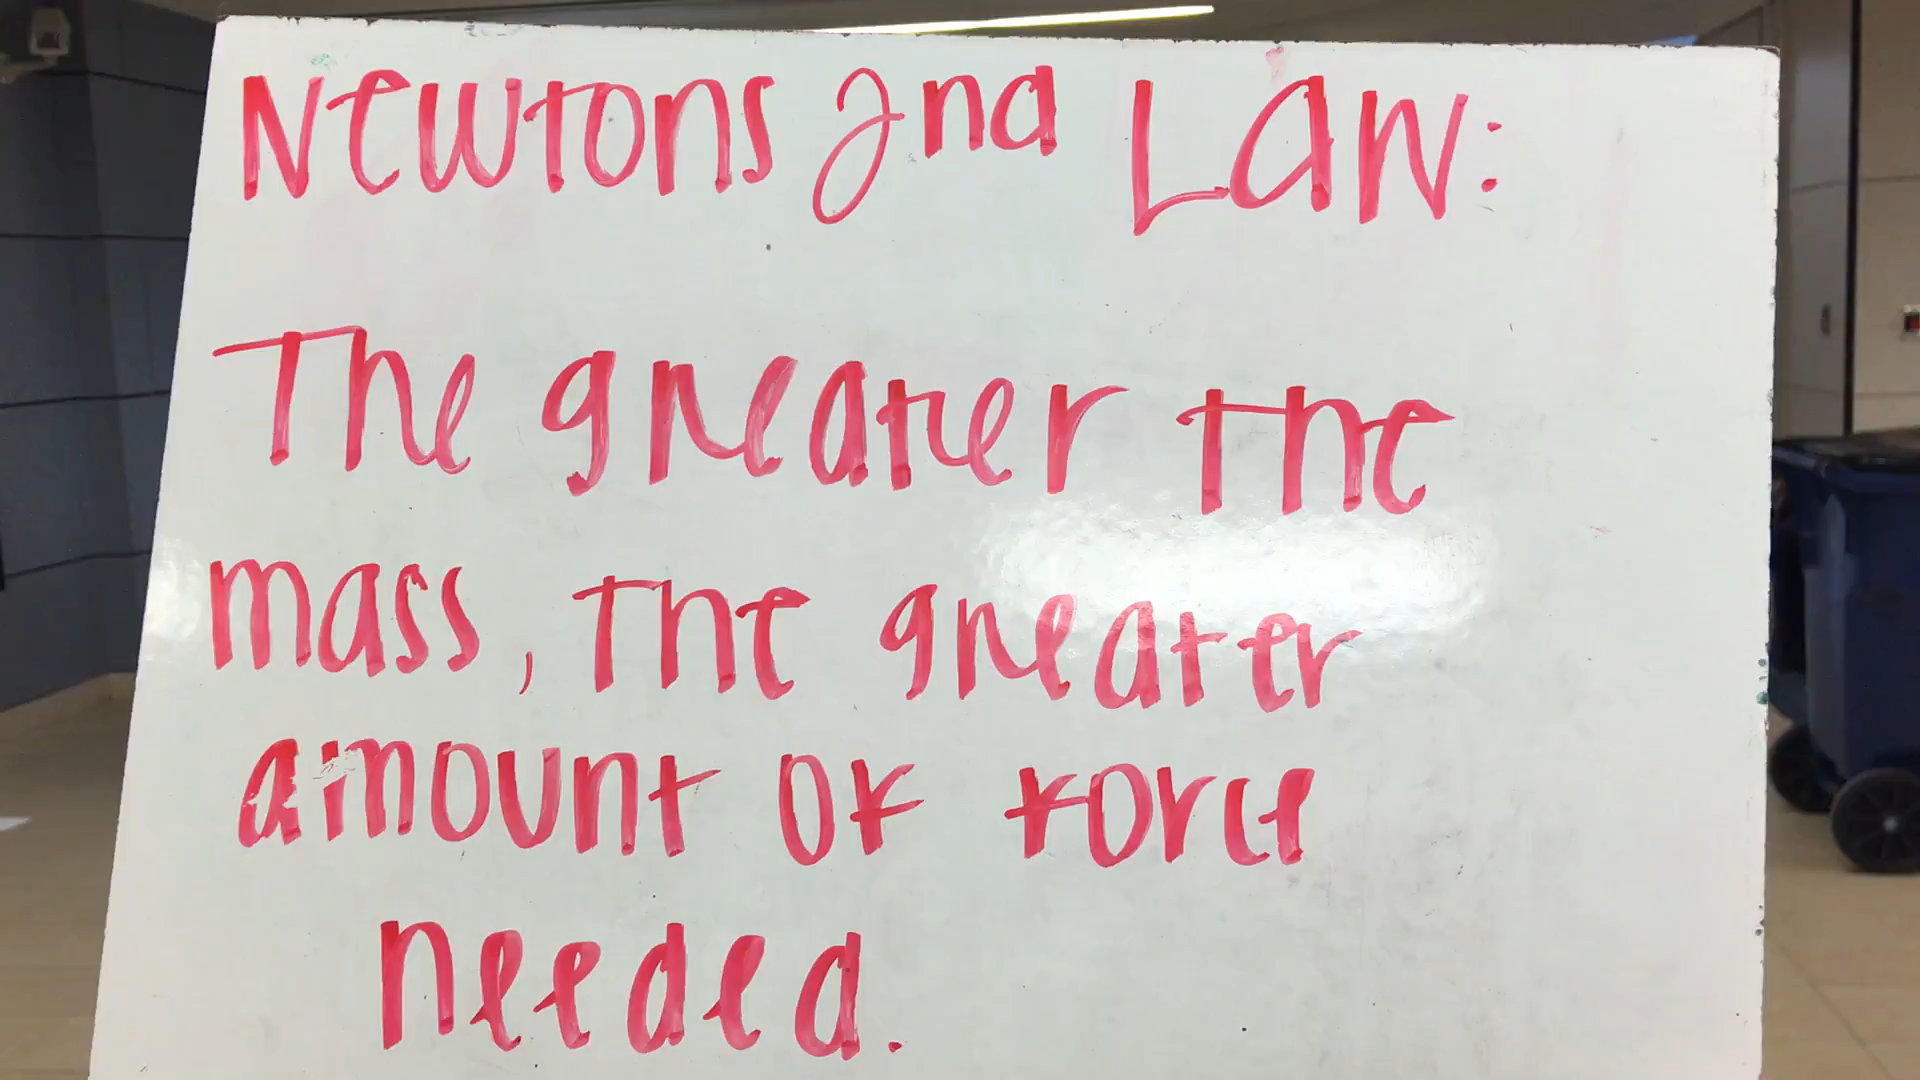 Newtons 2nd Law:
The greater the
mass, the greater
amount of force
needed.